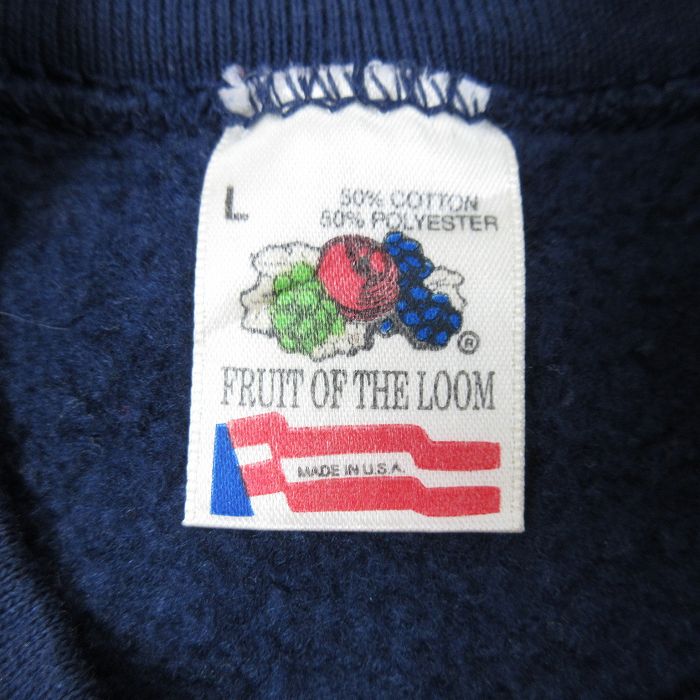 L
50% COTTON
50% POLYESTER
®
FRUIT OF THE LOOM
MADE IN U.S.A.